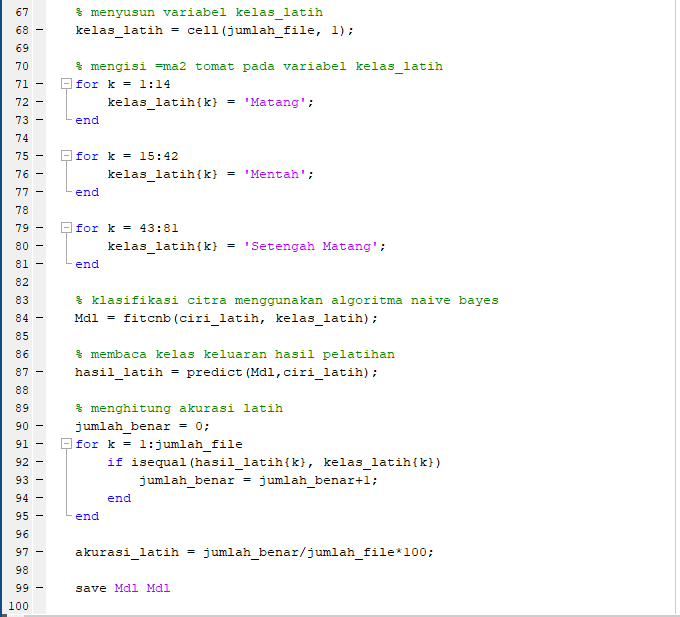 67 % menyusun variabel kelas_latih
68 – kelas_latih = cell(jumlah_file, 1);
69
70 % mengisi =ma2 tomat pada variabel kelas_latih
71 – for k = 1:14
72 – kelas_latih{k} = 'Matang';
73 – end
74
75 – for k = 15:42
76 – kelas_latih{k} = 'Mentah';
77 – end
78
79 – for k = 43:81
80 – kelas_latih{k} = 'Setengah Matang';
81 – end
82
83 % klasifikasi citra menggunakan algoritma naive bayes
84 – Mdl = fitcnb(ciri_latih, kelas_latih);
85
86 % membaca kelas keluaran hasil pelatihan
87 – hasil_latih = predict(Mdl,ciri_latih);
88
89 % menghitung akurasi latih
90 – jumlah_benar = 0;
91 – for k = 1:jumlah_file
92 – if isequal(hasil_latih{k}, kelas_latih{k})
93 – jumlah_benar = jumlah_benar+1;
94 – end
95 – end
96
97 – akurasi_latih = jumlah_benar/jumlah_file*100;
98
99 – save Mdl Mdl
100